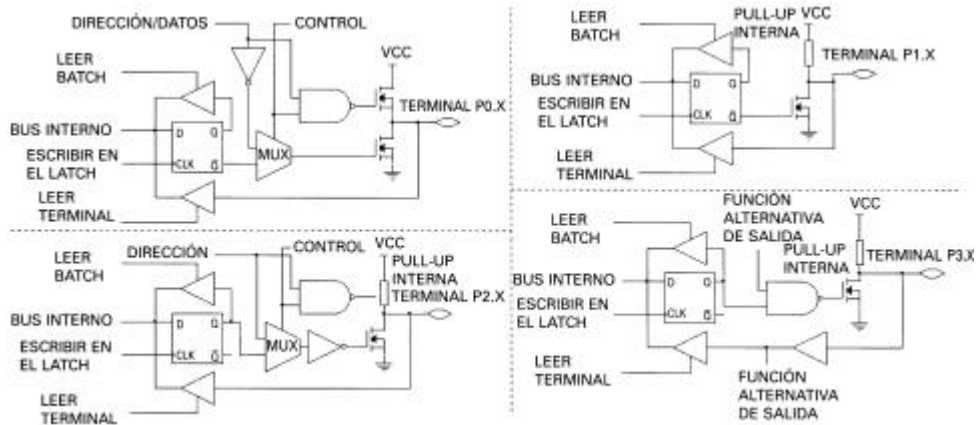 DIRECCIÓN/DATOS
CONTROL
VCC
LEER
BATCH
TERMINAL P0.X
BUS INTERNO
D Q
ESCRIBIR EN
EL LATCH
CLK Q
MUX
LEER
TERMINAL
LEER
BATCH
PULL-UP
INTERNA
VCC
TERMINAL P1.X
BUS INTERNO
D Q
ESCRIBIR EN
EL LATCH
CLK Q
LEER
TERMINAL
DIRECCIÓN
CONTROL
VCC
LEER
BATCH
PULL-UP
INTERNA
TERMINAL P2.X
BUS INTERNO
D Q
ESCRIBIR EN
EL LATCH
CLK Q
MUX
LEER
TERMINAL
FUNCIÓN
ALTERNATIVA
DE SALIDA
VCC
LEER
BATCH
PULL-UP
INTERNA
TERMINAL P3.X
BUS INTERNO
D Q
ESCRIBIR EN
EL LATCH
CLK Q
LEER
TERMINAL
FUNCIÓN
ALTERNATIVA
DE SALIDA